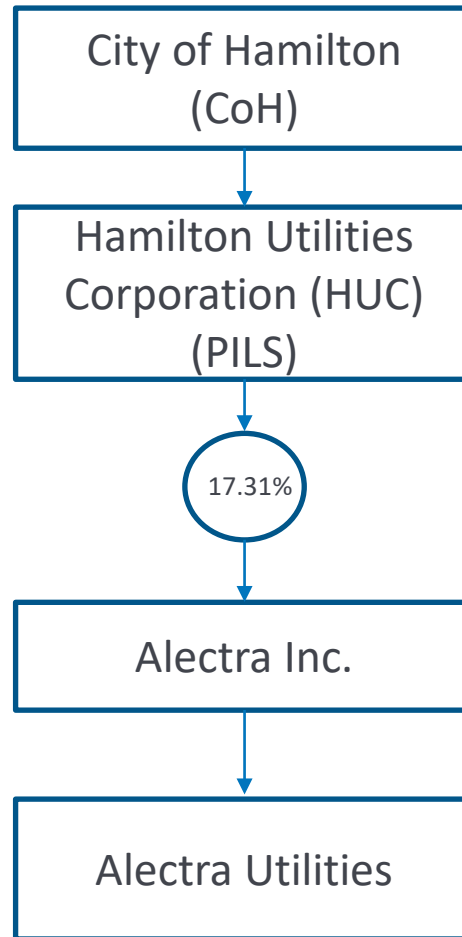 City of Hamilton
(CoH)
Hamilton Utilities
Corporation (HUC)
(PILS)
17.31%
Alectra Inc.
Alectra Utilities